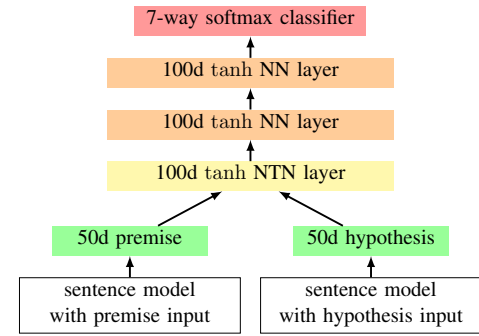 7-way softmax classifier
100d tanh NN layer
100d tanh NN layer
100d tanh NTN layer
50d premise
50d hypothesis
sentence model
with premise input
sentence model
with hypothesis input